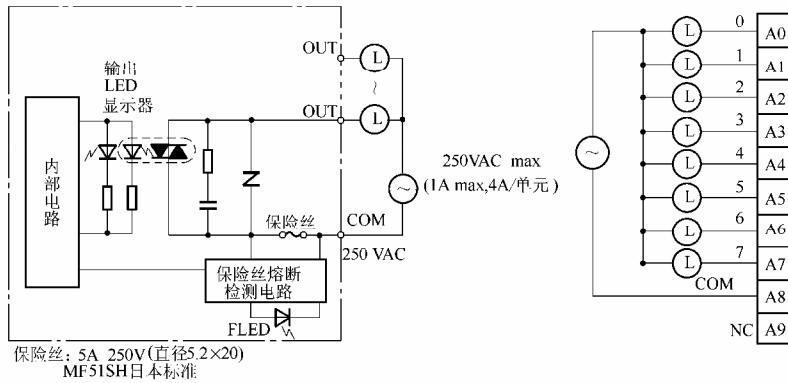 输出
LED
显示器
内部电路
OUT
L
~
OUT
L
~
250VAC max
(1A max,4A/单元)
保险丝
COM
250 VAC
保险丝熔断
检测电路
FLED
保险丝：5A 250V(直径5.2×20)
MF51SH日本标准
~
L 0 A0
L 1 A1
L 2 A2
L 3 A3
L 4 A4
L 5 A5
L 6 A6
L 7 A7
COM A8
NC A9